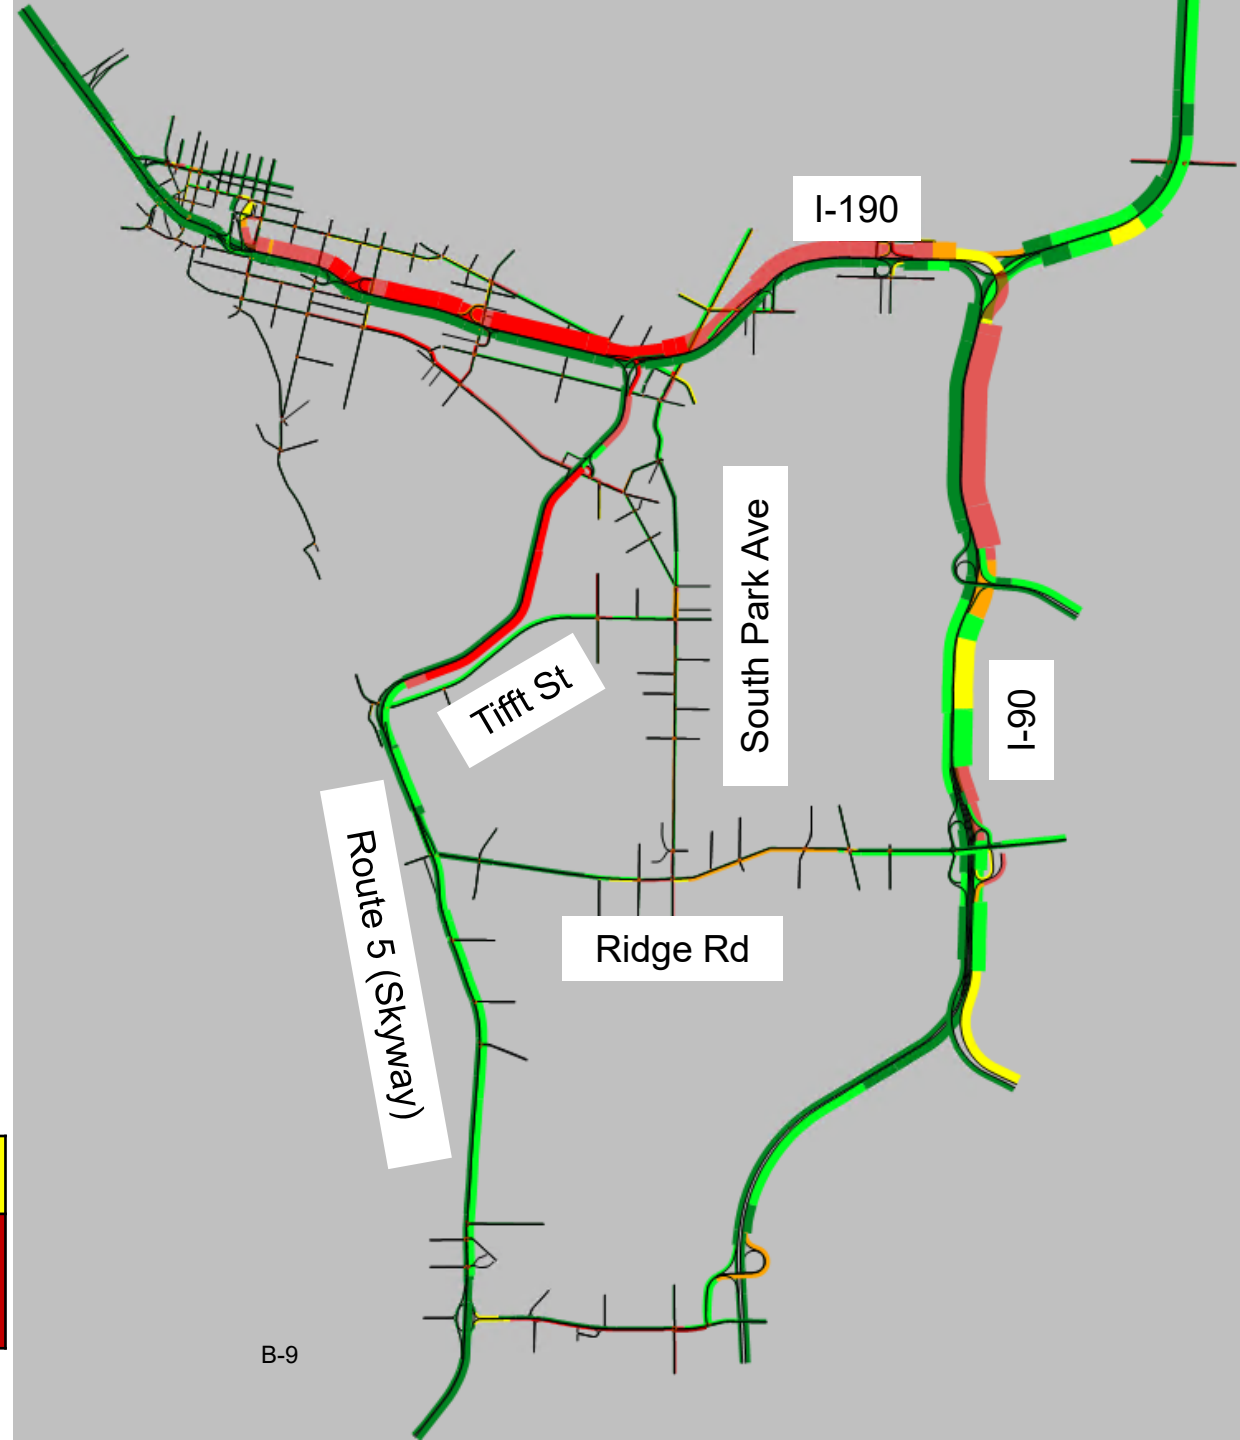 I-190
South Park Ave
Tifft St
I-90
Route 5 (Skyway)
Ridge Rd
B-9